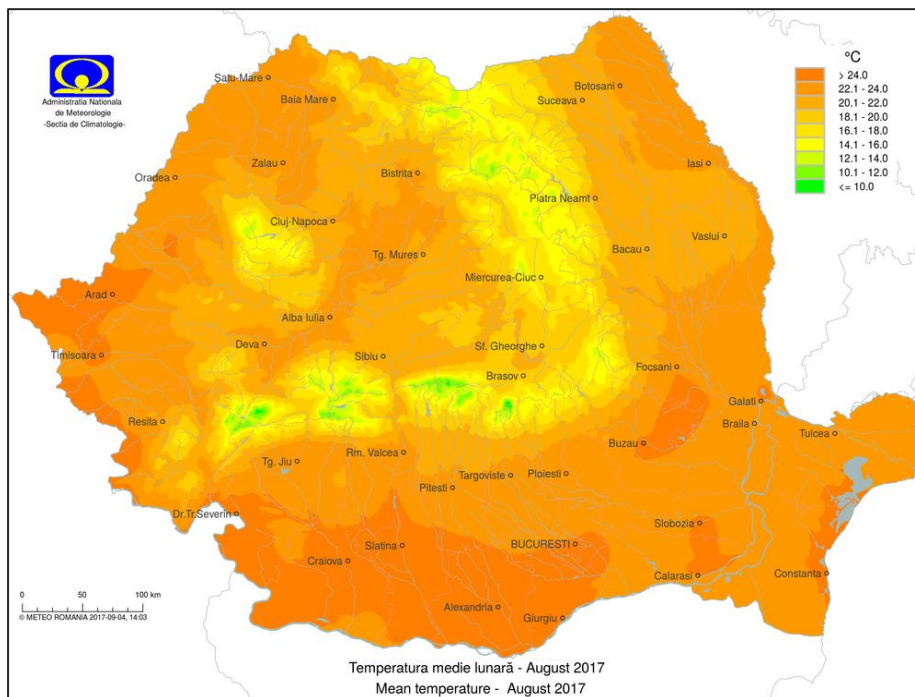 Administratia Nationala
de Meteorologie
-Sectia de Climatologie-
°C
> 24.0
22.1 - 24.0
20.1 - 22.0
18.1 - 20.0
16.1 - 18.0
14.1 - 16.0
12.1 - 14.0
10.1 - 12.0
<= 10.0
Satu-Mare
Baia Mare
Botosani
Suceava
Zalau
Iasi
Oradea
Bistrita
Piatra Neamt
Cluj-Napoca
Vaslui
Bacau
Tg. Mures
Miercurea-Ciuc
Arad
Alba Iulia
Deva
Sf. Gheorghe
Timisoara
Sibiu
Focsani
Brasov
Galati
Resita
Braila
Tulcea
Buzau
Rm. Valcea
Tg. Jiu
Targoviste
Ploiesti
Pitesti
Dr.Tr.Severin
Slobozia
Slatina
BUCURESTI
Craiova
Calarasi
Constanta
Alexandria
Giurgiu
0 50 100 km
© METEO ROMANIA 2017-09-04, 14:03
Temperatura medie lunară - August 2017
Mean temperature - August 2017